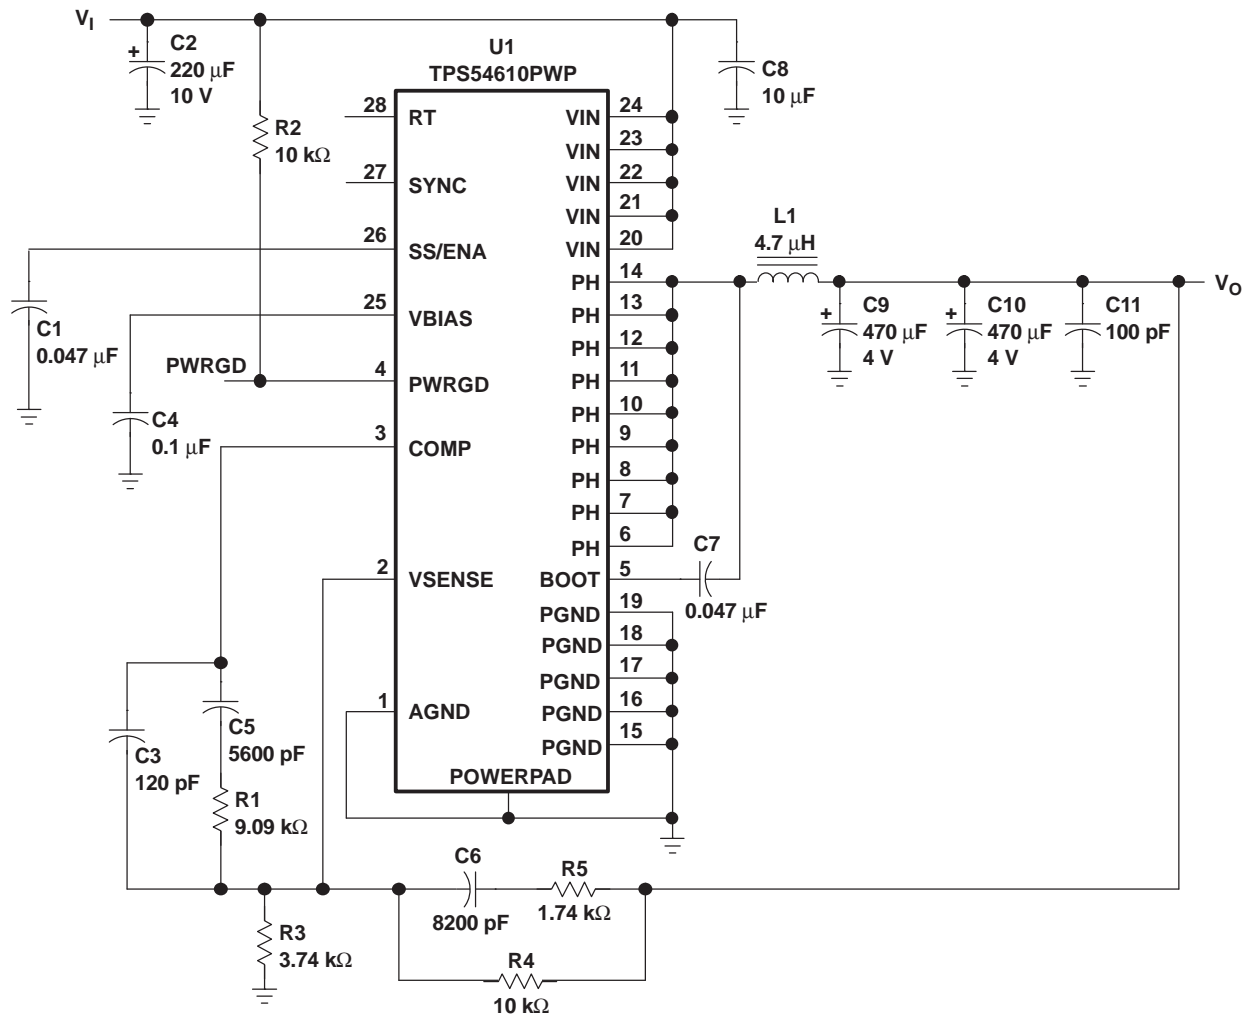 V_I
+
C2
220 µF
10 V
R2
10 kΩ
U1
TPS54610PWP
C8
10 µF
28
RT
27
SYNC
26
SS/ENA
25
VBIAS
4
PWRGD
3
COMP
2
VSENSE
1
AGND
POWERPAD
VIN
24
VIN
23
VIN
22
VIN
21
VIN
20
PH
14
PH
13
PH
12
PH
11
PH
10
PH
9
PH
8
PH
7
PH
6
BOOT
5
PGND
19
PGND
18
PGND
17
PGND
16
PGND
15
C1
0.047 µF
PWRGD
C4
0.1 µF
L1
4.7 µH
+
C9
470 µF
4 V
+
C10
470 µF
4 V
C11
100 pF
V_O
C7
0.047 µF
C3
120 pF
C5
5600 pF
R1
9.09 kΩ
R3
3.74 kΩ
C6
8200 pF
R5
1.74 kΩ
R4
10 kΩ